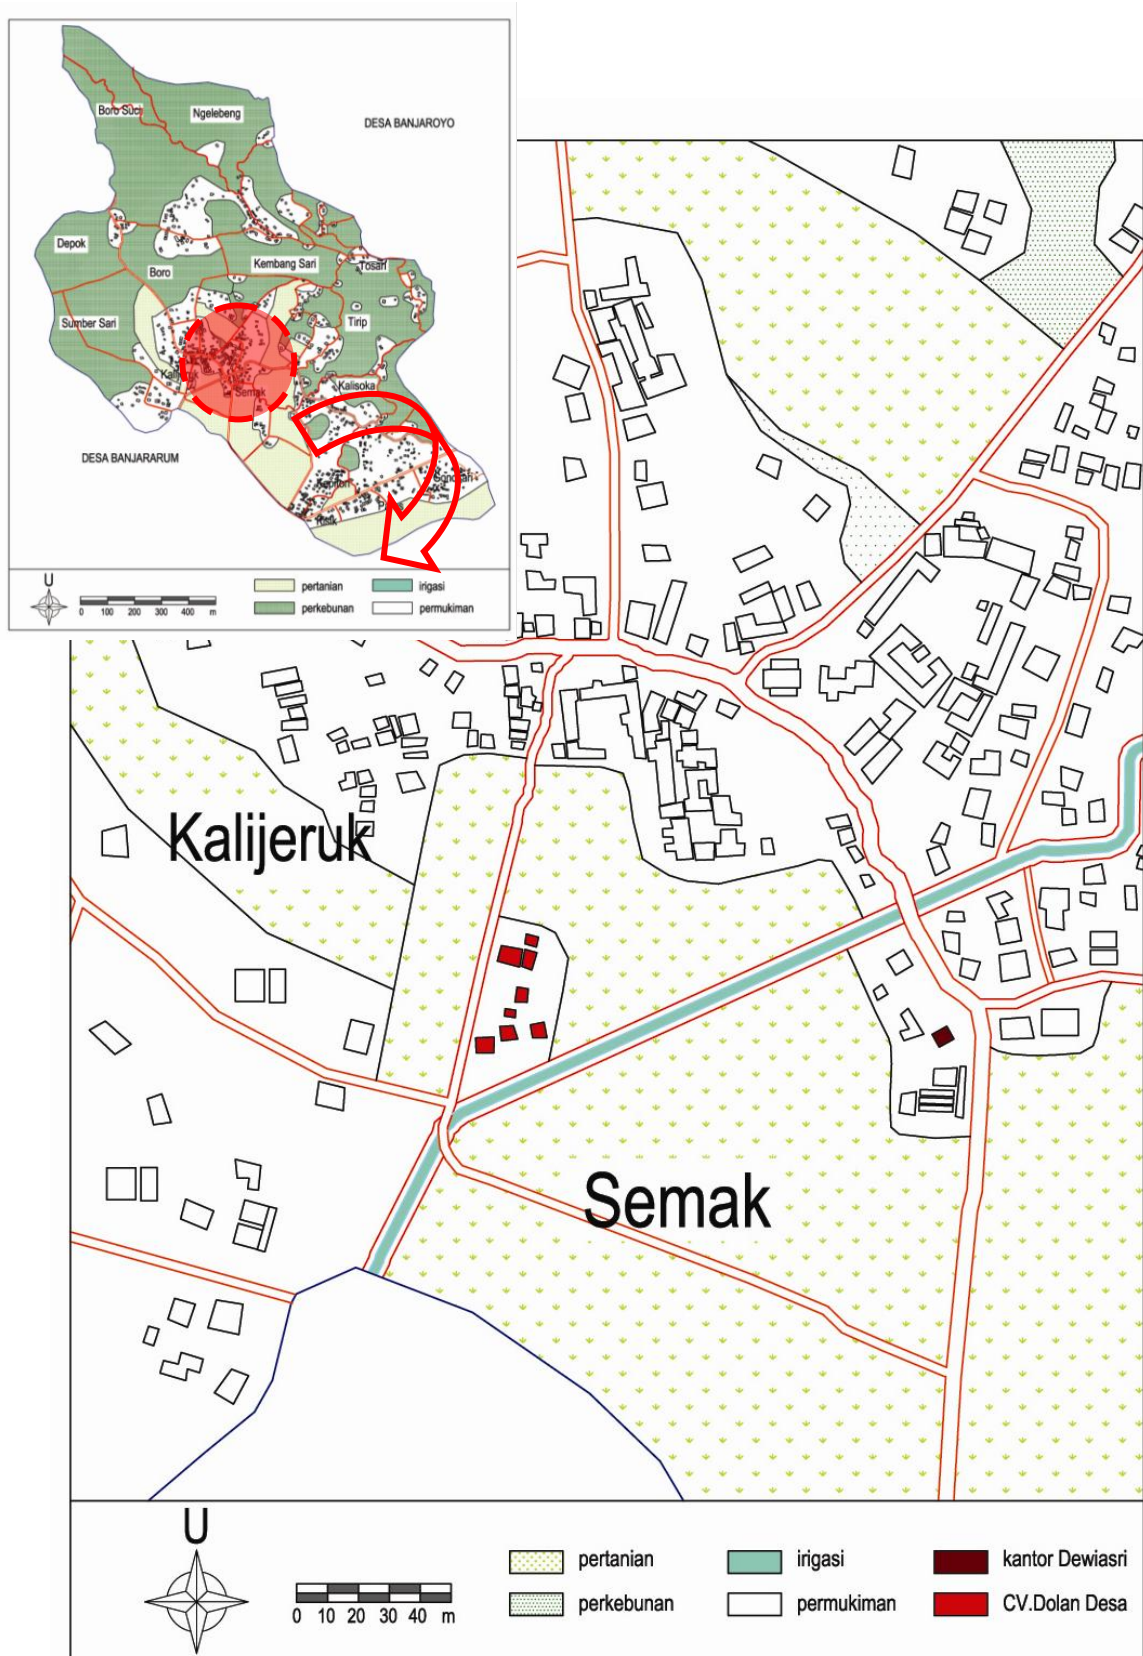 Boro Suci
Ngelebeng
DESA BANJAROYO
Depok
Boro
Kembang Sari
Tosari
Sumber Sari
Tirip
Kalijeruk
Semak
Kalisoka
DESA BANJARARUM
U
0 100 200 300 400 m
pertanian
irigasi
perkebunan
permukiman
Kalijeruk
Semak
U
0 10 20 30 40 m
pertanian
irigasi
kantor Dewiasri
perkebunan
permukiman
CV.Dolan Desa